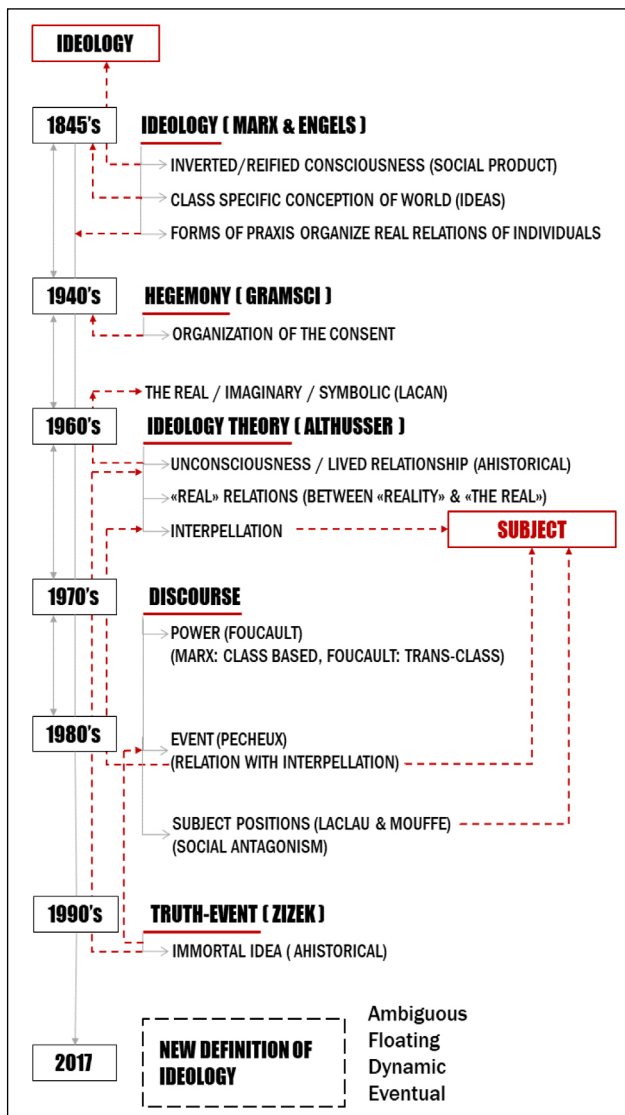 IDEOLOGY
1845's
IDEOLOGY ( MARX & ENGELS )
INVERTED/REIFIED CONSCIOUSNESS (SOCIAL PRODUCT)
CLASS SPECIFIC CONCEPTION OF WORLD (IDEAS)
FORMS OF PRAXIS ORGANIZE REAL RELATIONS OF INDIVIDUALS
1940's
HEGEMONY ( GRAMSCI )
ORGANIZATION OF THE CONSENT
THE REAL / IMAGINARY / SYMBOLIC (LACAN)
1960's
IDEOLOGY THEORY ( ALTHUSSER )
UNCONSCIOUSNESS / LIVED RELATIONSHIP (AHISTORICAL)
«REAL» RELATIONS (BETWEEN «REALITY» & «THE REAL»)
INTERPELLATION
SUBJECT
1970's
DISCOURSE
POWER (FOUCAULT)
(MARX: CLASS BASED, FOUCAULT: TRANS-CLASS)
1980's
EVENT (PECHEUX)
(RELATION WITH INTERPELLATION)
SUBJECT POSITIONS (LACLAU & MOUFFE)
(SOCIAL ANTAGONISM)
1990's
TRUTH-EVENT ( ZIZEK )
IMMORTAL IDEA ( AHISTORICAL)
2017
NEW DEFINITION OF
IDEOLOGY
Ambiguous
Floating
Dynamic
Eventual